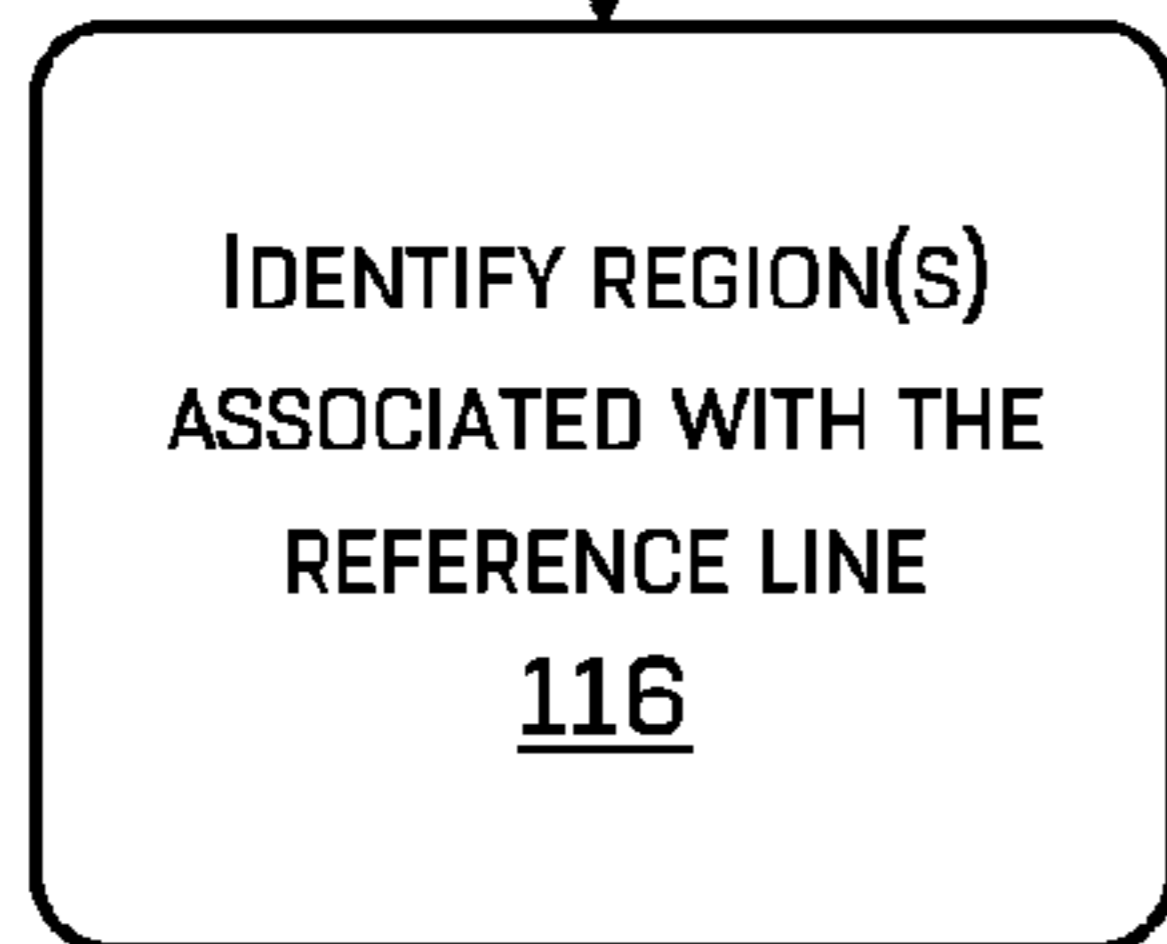 Identify region(s)
associated with the
reference line
116